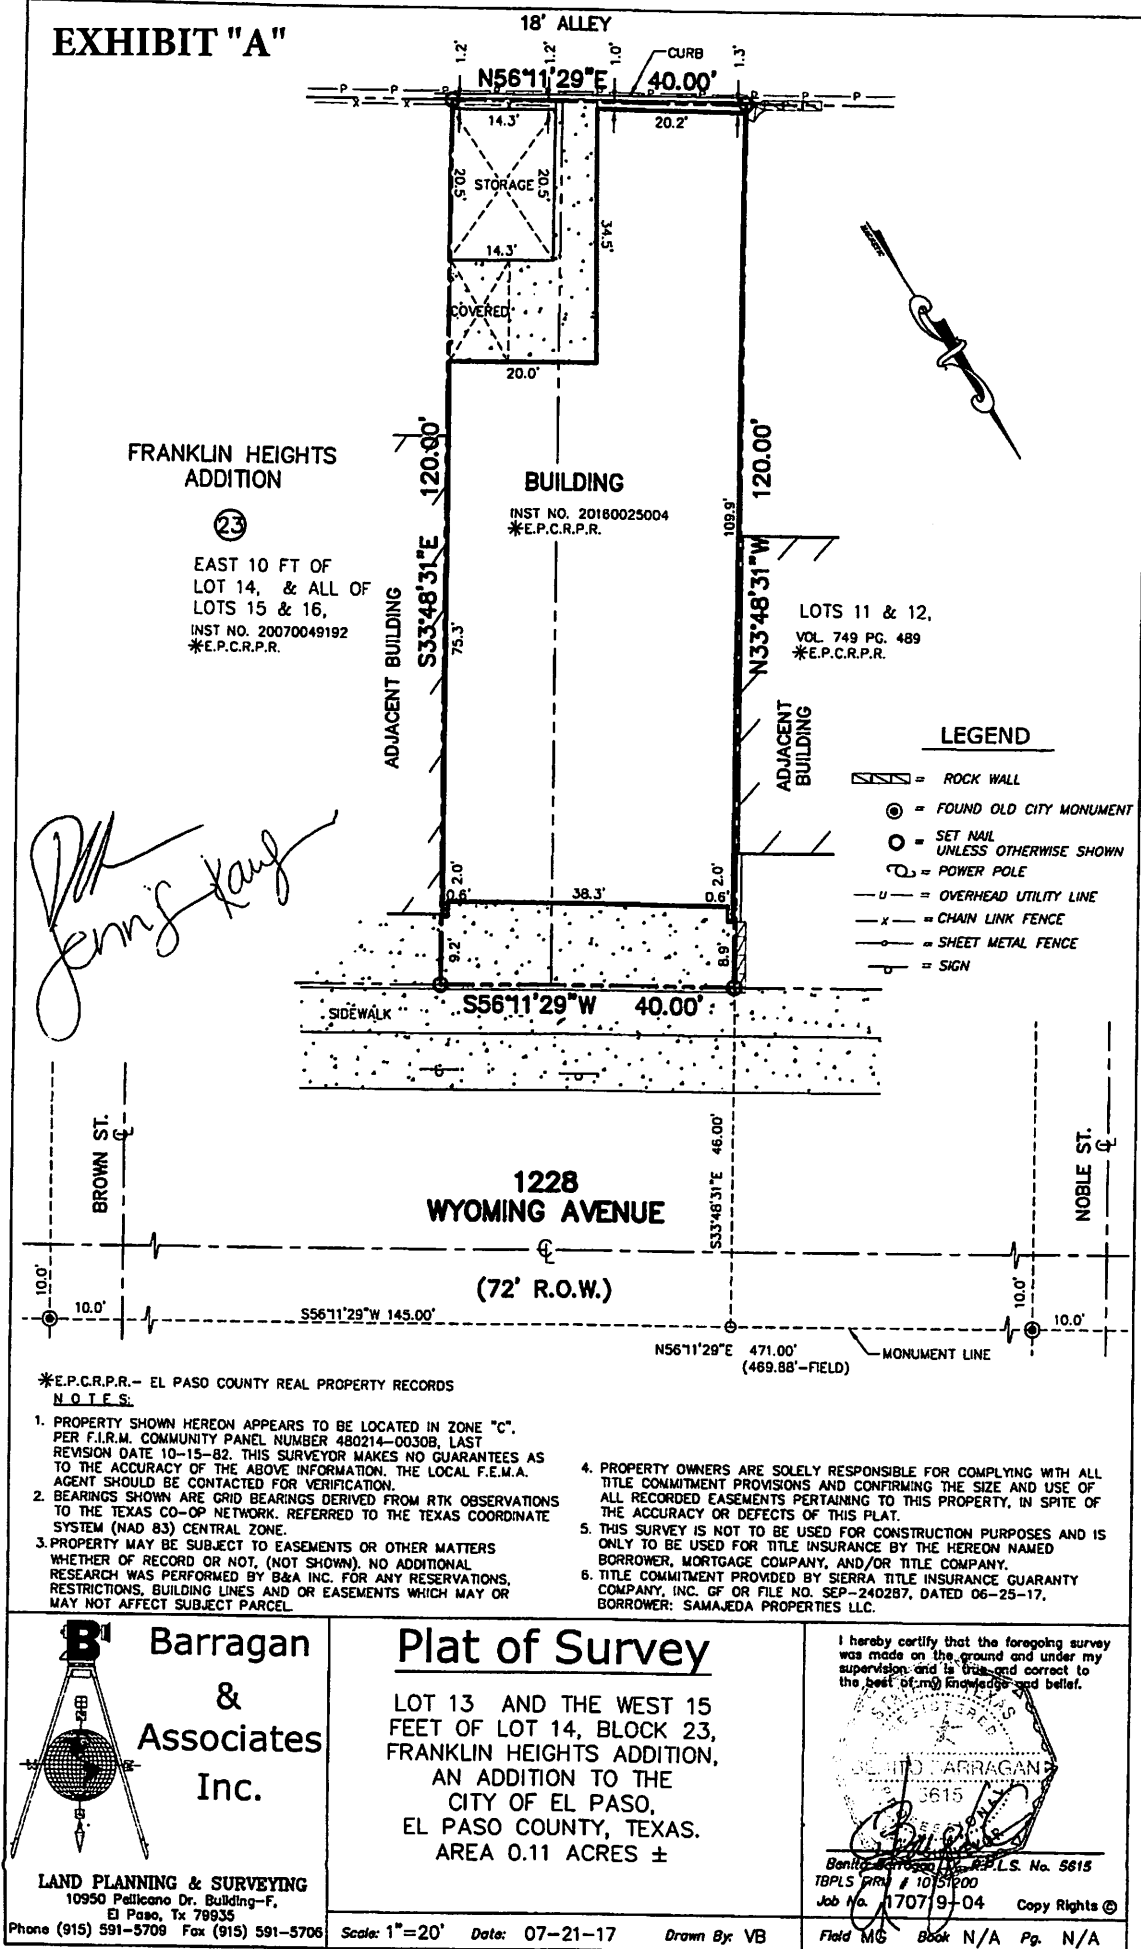 EXHIBIT "A"
18' ALLEY
1.2'
1.2'
1.0'
1.3'
CURB
N56°11'29"E 40.00'
P P P P P P
x x
14.3'
20.2'
20.5'
STORAGE
20.5'
34.5'
14.3'
COVERED
20.0'
120.00'
120.00'
FRANKLIN HEIGHTS
ADDITION
23
EAST 10 FT OF
LOT 14, & ALL OF
LOTS 15 & 16,
INST NO. 20070049192
*E.P.C.R.P.R.
BUILDING
INST NO. 20160025004
*E.P.C.R.P.R.
109.9'
S33°48'31"E
N33°48'31"W
75.3'
ADJACENT BUILDING
LOTS 11 & 12,
VOL. 749 PG. 489
*E.P.C.R.P.R.
ADJACENT
BUILDING
LEGEND
= ROCK WALL
= FOUND OLD CITY MONUMENT
= SET NAIL
UNLESS OTHERWISE SHOWN
= POWER POLE
U = OVERHEAD UTILITY LINE
x = CHAIN LINK FENCE
= SHEET METAL FENCE
= SIGN
2.0'
0.6'
38.3'
2.0'
0.6'
9.2'
8.9'
S56°11'29"W 40.00'
SIDEWALK
BROWN ST.
NOBLE ST.
S33°48'31"E 46.00'
1228
WYOMING AVENUE
(72' R.O.W.)
10.0'
10.0'
S56°11'29"W 145.00'
10.0'
10.0'
N56°11'29"E 471.00'
(469.88'-FIELD)
MONUMENT LINE
*E.P.C.R.P.R.- EL PASO COUNTY REAL PROPERTY RECORDS
NOTES:
1. PROPERTY SHOWN HEREON APPEARS TO BE LOCATED IN ZONE "C",
PER F.I.R.M. COMMUNITY PANEL NUMBER 480214-0030B, LAST
REVISION DATE 10-15-82. THIS SURVEYOR MAKES NO GUARANTEES AS
TO THE ACCURACY OF THE ABOVE INFORMATION. THE LOCAL F.E.M.A.
AGENT SHOULD BE CONTACTED FOR VERIFICATION.
2. BEARINGS SHOWN ARE GRID BEARINGS DERIVED FROM RTK OBSERVATIONS
TO THE TEXAS CO-OP NETWORK. REFERRED TO THE TEXAS COORDINATE
SYSTEM (NAD 83) CENTRAL ZONE.
3. PROPERTY MAY BE SUBJECT TO EASEMENTS OR OTHER MATTERS
WHETHER OF RECORD OR NOT, (NOT SHOWN). NO ADDITIONAL
RESEARCH WAS PERFORMED BY B&A INC. FOR ANY RESERVATIONS,
RESTRICTIONS, BUILDING LINES AND OR EASEMENTS WHICH MAY OR
MAY NOT AFFECT SUBJECT PARCEL.
4. PROPERTY OWNERS ARE SOLELY RESPONSIBLE FOR COMPLYING WITH ALL
TITLE COMMITMENT PROVISIONS AND CONFIRMING THE SIZE AND USE OF
ALL RECORDED EASEMENTS PERTAINING TO THIS PROPERTY, IN SPITE OF
THE ACCURACY OR DEFECTS OF THIS PLAT.
5. THIS SURVEY IS NOT TO BE USED FOR CONSTRUCTION PURPOSES AND IS
ONLY TO BE USED FOR TITLE INSURANCE BY THE HEREON NAMED
BORROWER, MORTGAGE COMPANY, AND/OR TITLE COMPANY.
6. TITLE COMMITMENT PROVIDED BY SIERRA TITLE INSURANCE GUARANTY
COMPANY, INC. GF OR FILE NO. SEP-240287, DATED 06-25-17,
BORROWER: SAMAJEDA PROPERTIES LLC.
B
Barragan
&
Associates
Inc.
LAND PLANNING & SURVEYING
10950 Pellicano Dr. Building-F,
El Paso, Tx 79935
Phone (915) 591-5709 Fax (915) 591-5706
Plat of Survey
LOT 13 AND THE WEST 15
FEET OF LOT 14, BLOCK 23,
FRANKLIN HEIGHTS ADDITION,
AN ADDITION TO THE
CITY OF EL PASO,
EL PASO COUNTY, TEXAS.
AREA 0.11 ACRES ±
Scale: 1"=20' Date: 07-21-17 Drawn By: VB
I hereby certify that the foregoing survey
was made on the ground and under my
supervision and is true and correct to
the best of my knowledge and belief.
TEXAS
REGISTERED
BENITO BARRAGAN
5615
Benito Barragan R.P.L.S. No. 5615
TBPLS FIRM # 10151200
Job No. 170719-04 Copy Rights ©
Field MG Book N/A Pg. N/A